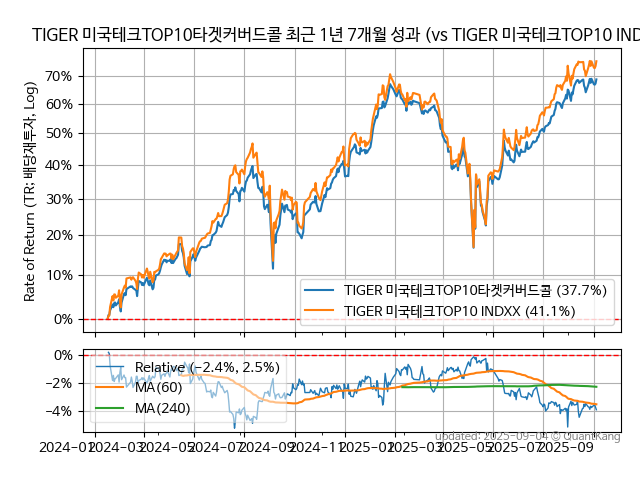 TIGER 미국테크TOP10타겟커버드콜 최근 1년 7개월 성과 (vs TIGER 미국테크TOP10 IND
Rate of Return (TR: 배당재투자, Log)
70%
60%
50%
40%
30%
20%
10%
0%
TIGER 미국테크TOP10타겟커버드콜 (37.7%)
TIGER 미국테크TOP10 INDXX (41.1%)
0%
−2%
−4%
Relative (−2.4%, 2.5%)
MA(60)
MA(240)
2024-01
2024-03
2024-05
2024-07
2024-09
2024-11
2025-01
2025-03
2025-05
2025-07
2025-09
updated: 2025-09-04 © QuantKang